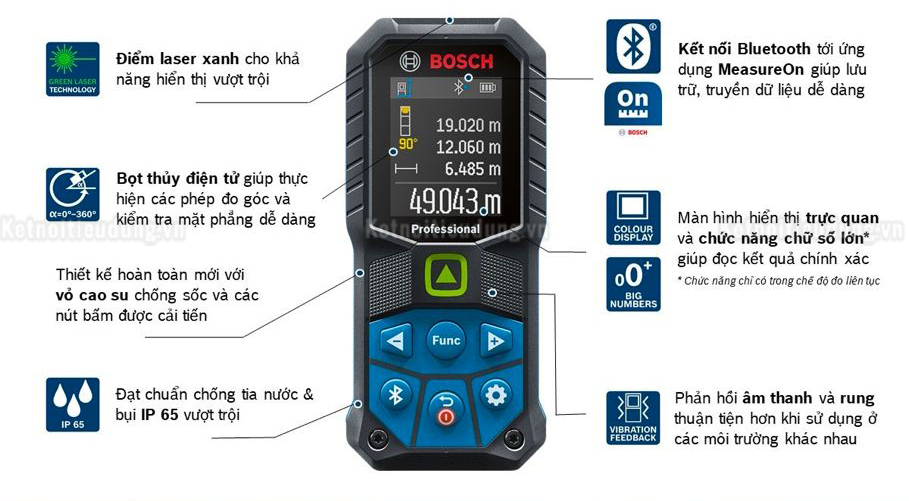 GREEN LASER
TECHNOLOGY
Điểm laser xanh cho khả
năng hiển thị vượt trội
α=0°-360°
Bọt thủy điện tử giúp thực
hiện các phép đo góc và
kiểm tra mặt phẳng dễ dàng
Thiết kế hoàn toàn mới với
vỏ cao su chống sốc và các
nút bấm được cải tiến
IP 65
Đạt chuẩn chống tia nước &
bụi IP 65 vượt trội
BOSCH
90°
19.020 m
12.060 m
6.485 m
49.043 m
Professional
Func
Kết nối Bluetooth tới ứng
dụng MeasureOn giúp lưu
trữ, truyền dữ liệu dễ dàng
On
BOSCH
COLOUR
DISPLAY
00+
BIG
NUMBERS
Màn hình hiển thị trực quan
và chức năng chữ số lớn*
giúp đọc kết quả chính xác
* Chức năng chỉ có trong chế độ đo liên tục
VIBRATION
FEEDBACK
Phản hồi âm thanh và rung
thuận tiện hơn khi sử dụng ở
các môi trường khác nhau
Ketnoitieudung.vn
Ketnoitieudung.vn
Ketnoitieudung.vn